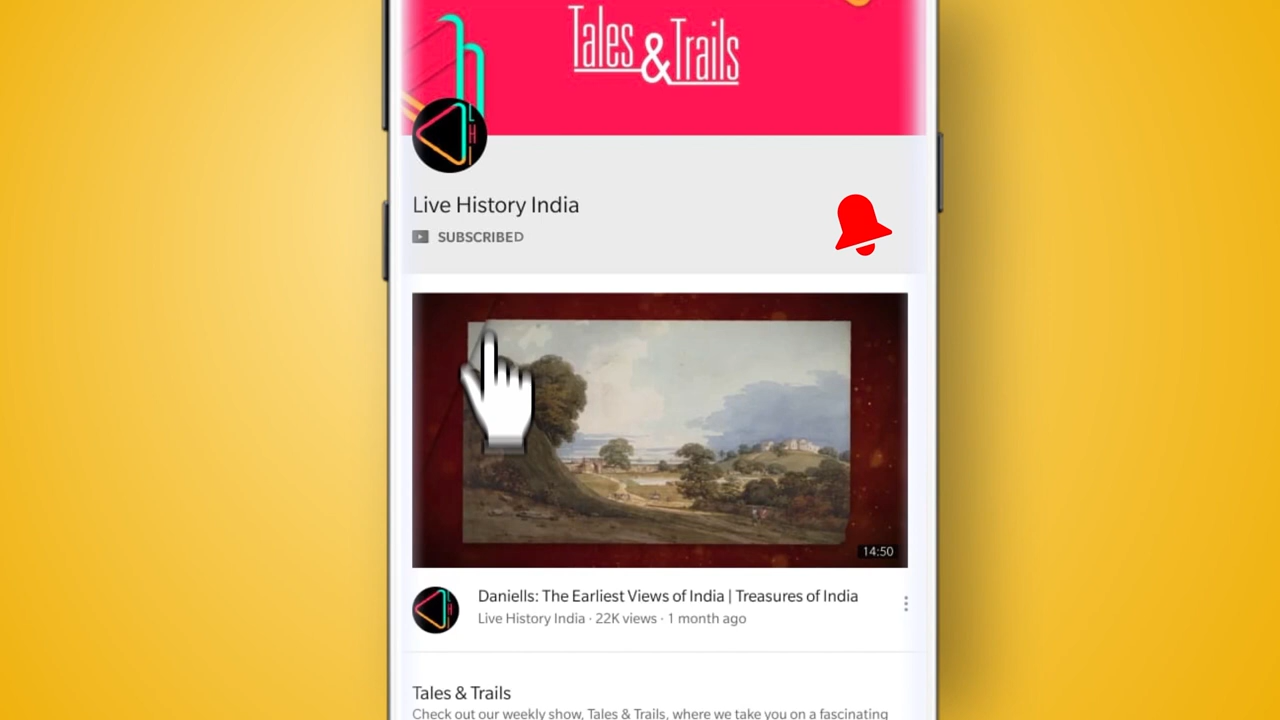 Tales & Trails
Live History India
SUBSCRIBED
14:50
Daniells: The Earliest Views of India | Treasures of India
Live History India · 22K views · 1 month ago
Tales & Trails
Check out our weekly show, Tales & Trails, where we take you on a fascinating